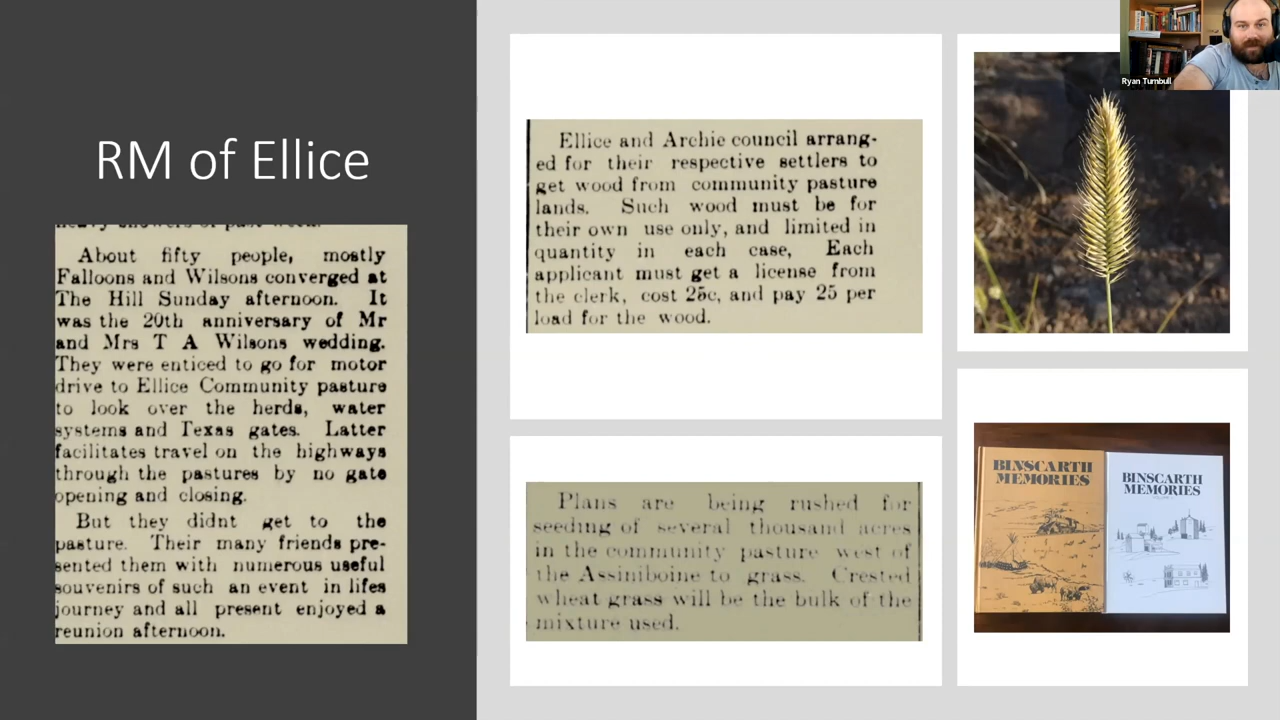 RM of Ellice
About fifty people, mostly
Falloons and Wilsons converged at
The Hill Sunday afternoon. It
was the 20th anniversary of Mr
and Mrs T A Wilsons wedding.
They were enticed to go for motor
drive to Ellice Community pasture
to look over the herds, water
systems and Texas gates. Latter
facilitates travel on the highways
through the pastures by no gate
opening and closing.
But they didnt get to the
pasture. Their many friends pre-
sented them with numerous useful
souvenirs of such an event in lifes
journey and all present enjoyed a
reunion afternoon.
Ellice and Archie council arrang-
ed for their respective settlers to
get wood from community pasture
lands. Such wood must be for
their own use only, and limited in
quantity in each case, Each
applicant must get a license from
the clerk, cost 25c, and pay 25 per
load for the wood.
Plans are being rushed for
seeding of several thousand acres
in the community pasture west of
the Assiniboine to grass. Crested
wheat grass will be the bulk of the
mixture used.
Ryan Turnbull
BINSCARTH
MEMORIES
BINSCARTH
MEMORIES